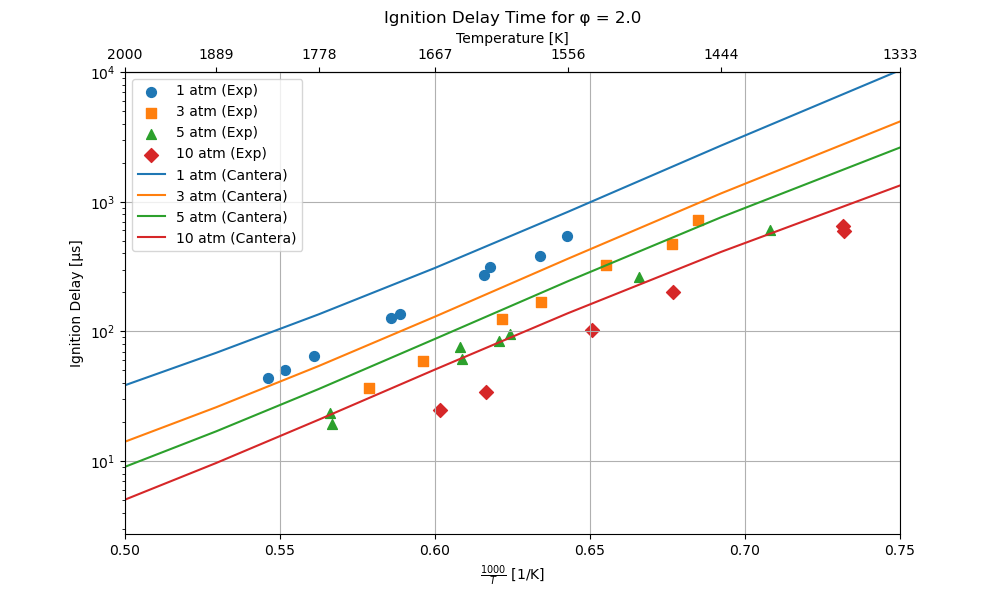 Ignition Delay Time for φ = 2.0
Temperature [K]
2000 1889 1778 1667 1556 1444 1333
1 atm (Exp)
3 atm (Exp)
5 atm (Exp)
10 atm (Exp)
1 atm (Cantera)
3 atm (Cantera)
5 atm (Cantera)
10 atm (Cantera)
Ignition Delay [μs]
10⁴
10³
10²
10¹
0.50 0.55 0.60 0.65 0.70 0.75
1000/T [1/K]